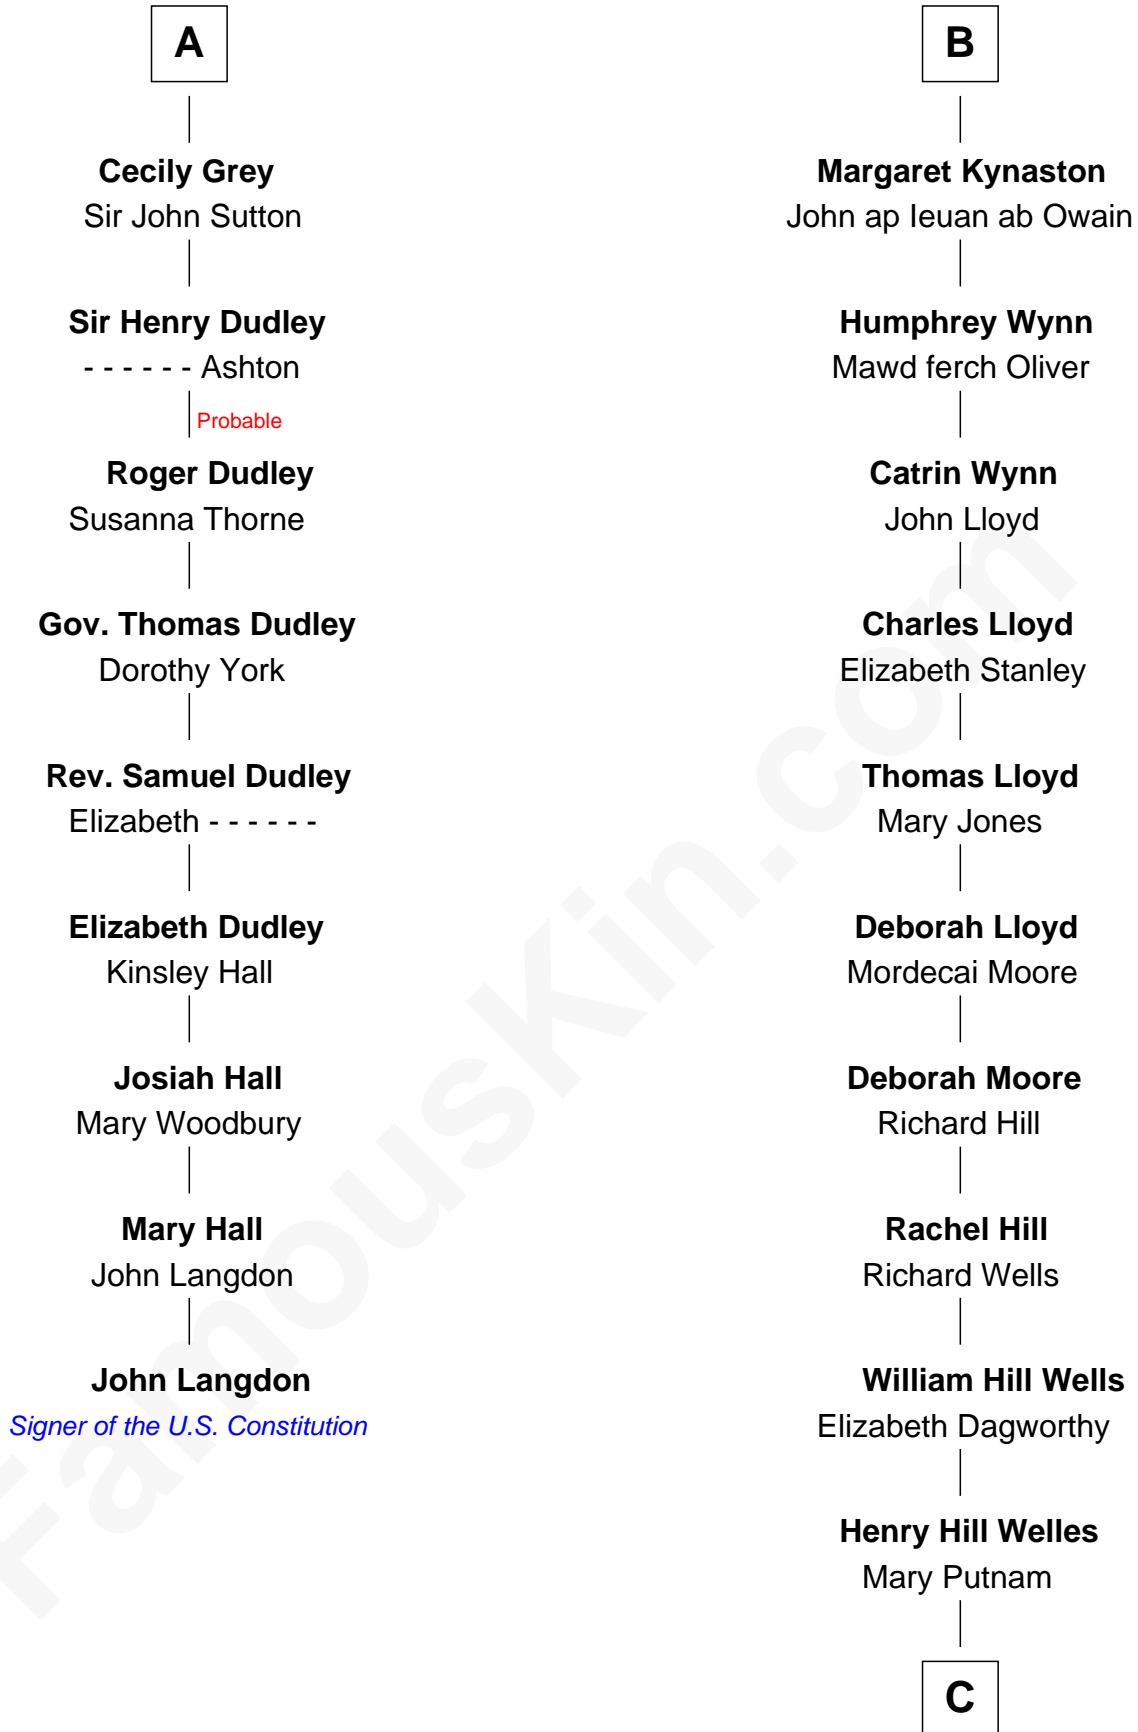 A
Cecily Grey
Sir John Sutton
Sir Henry Dudley
- - - - - - Ashton
Probable
Roger Dudley
Susanna Thorne
Gov. Thomas Dudley
Dorothy York
Rev. Samuel Dudley
Elizabeth - - - - - -
Elizabeth Dudley
Kinsley Hall
Josiah Hall
Mary Woodbury
Mary Hall
John Langdon
John Langdon
Signer of the U.S. Constitution
B
Margaret Kynaston
John ap Ieuan ab Owain
Humphrey Wynn
Mawd ferch Oliver
Catrin Wynn
John Lloyd
Charles Lloyd
Elizabeth Stanley
Thomas Lloyd
Mary Jones
Deborah Lloyd
Mordecai Moore
Deborah Moore
Richard Hill
Rachel Hill
Richard Wells
William Hill Wells
Elizabeth Dagworthy
Henry Hill Welles
Mary Putnam
C
FamousKin.com